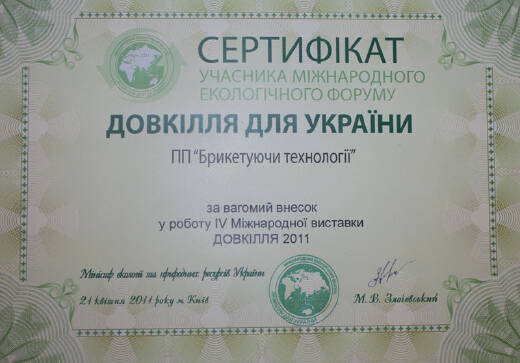 СЕРТИФІКАТ
УЧАСНИКА МІЖНАРОДНОГО
ЕКОЛОГІЧНОГО ФОРУМУ
ДОВКІЛЛЯ ДЛЯ УКРАЇНИ
ПП "Брикетуючи технології"
за вагомий внесок
у роботу IV Міжнародної виставки
ДОВКІЛЛЯ 2011
Міністр екології та природних ресурсів України
21 квітня 2011 року м. Київ
М. В. Злочевський